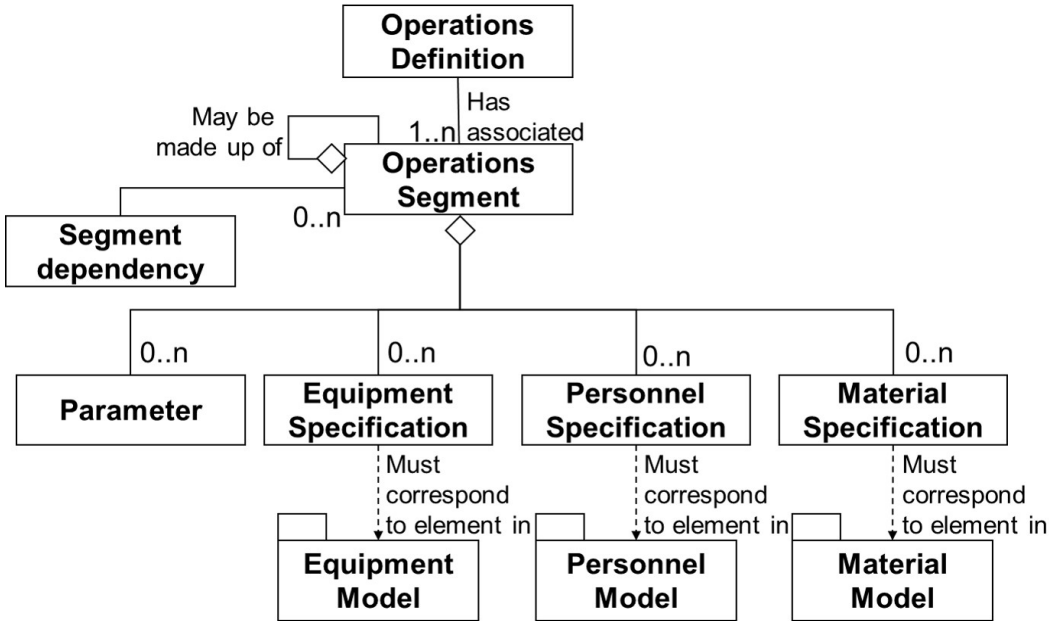 Operations
Definition
Has
associated
May be
made up of
1..n
Operations
Segment
0..n
Segment
dependency
0..n
0..n
0..n
0..n
Parameter
Equipment
Specification
Personnel
Specification
Material
Specification
Must
correspond
to element in
Must
correspond
to element in
Must
correspond
to element in
Equipment
Model
Personnel
Model
Material
Model